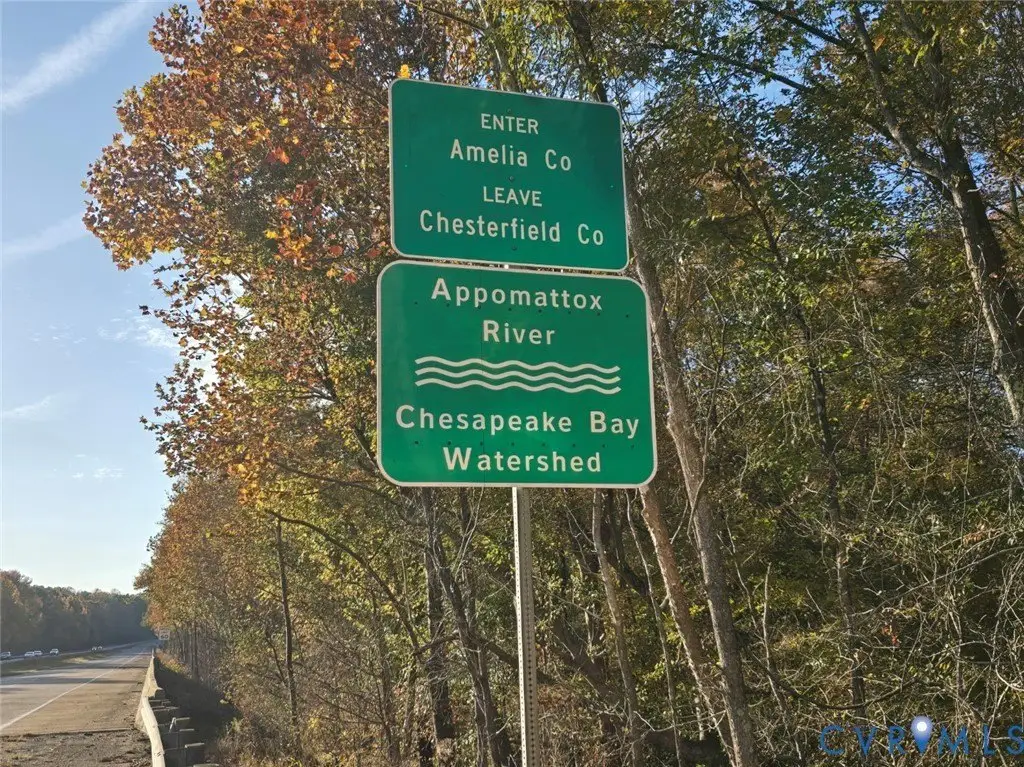 ENTER
Amelia Co
LEAVE
Chesterfield Co
Appomattox
River
Chesapeake Bay
Watershed
CVRMLS